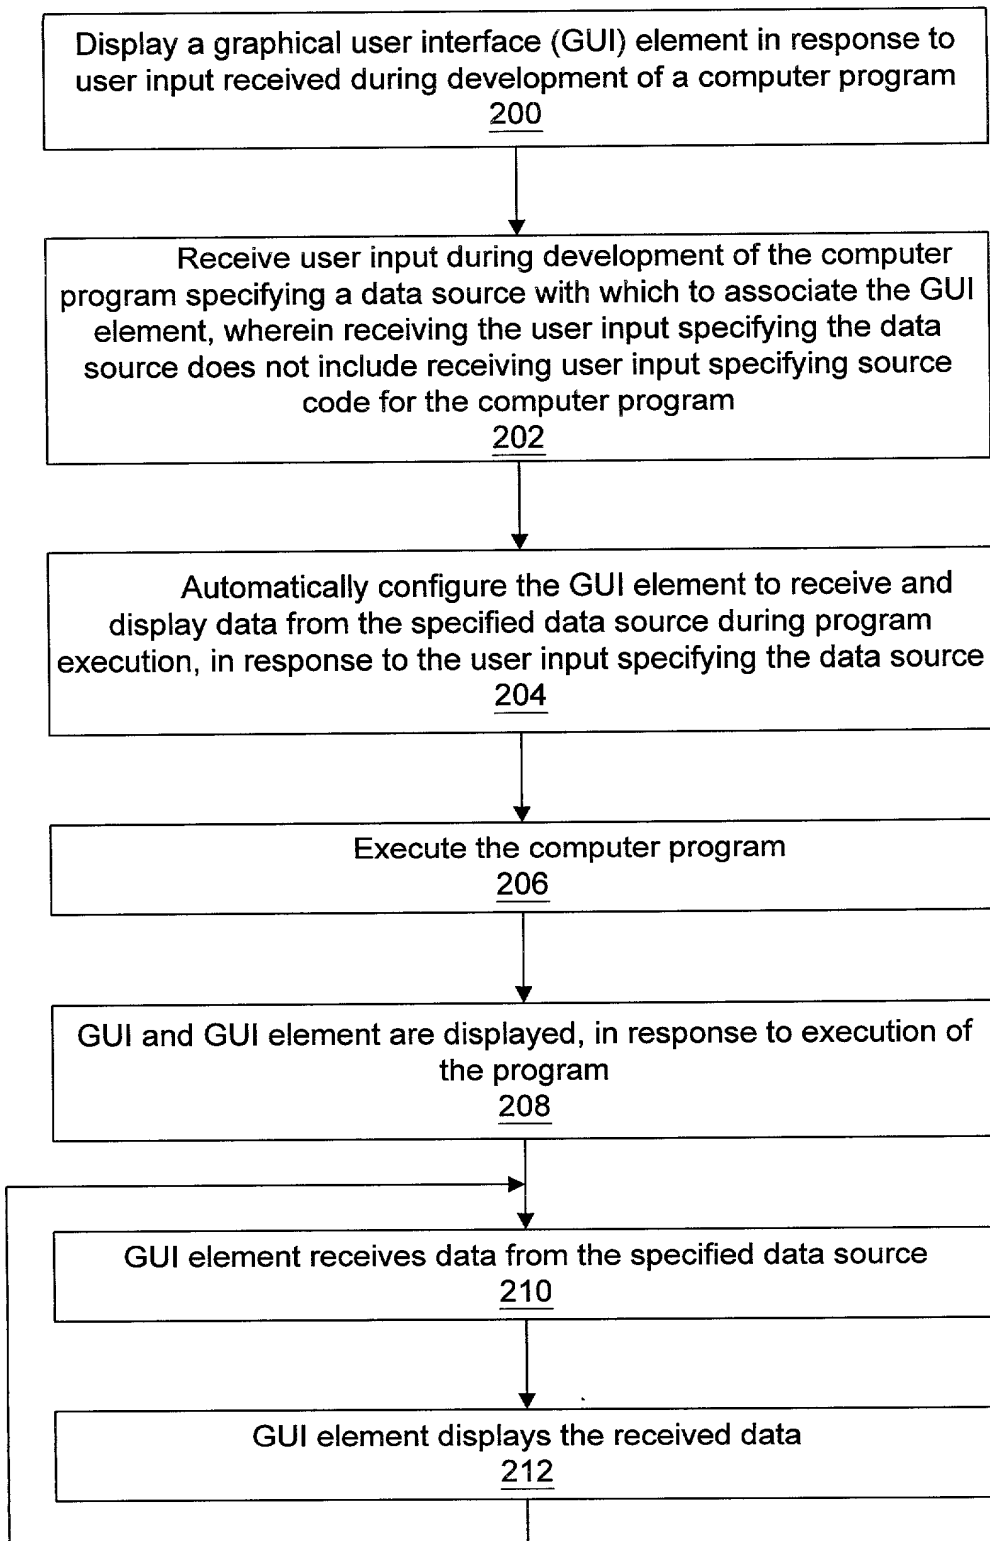 Display a graphical user interface (GUI) element in response to
user input received during development of a computer program
200
Receive user input during development of the computer
program specifying a data source with which to associate the GUI
element, wherein receiving the user input specifying the data
source does not include receiving user input specifying source
code for the computer program
202
Automatically configure the GUI element to receive and
display data from the specified data source during program
execution, in response to the user input specifying the data source
204
Execute the computer program
206
GUI and GUI element are displayed, in response to execution of
the program
208
GUI element receives data from the specified data source
210
GUI element displays the received data
212